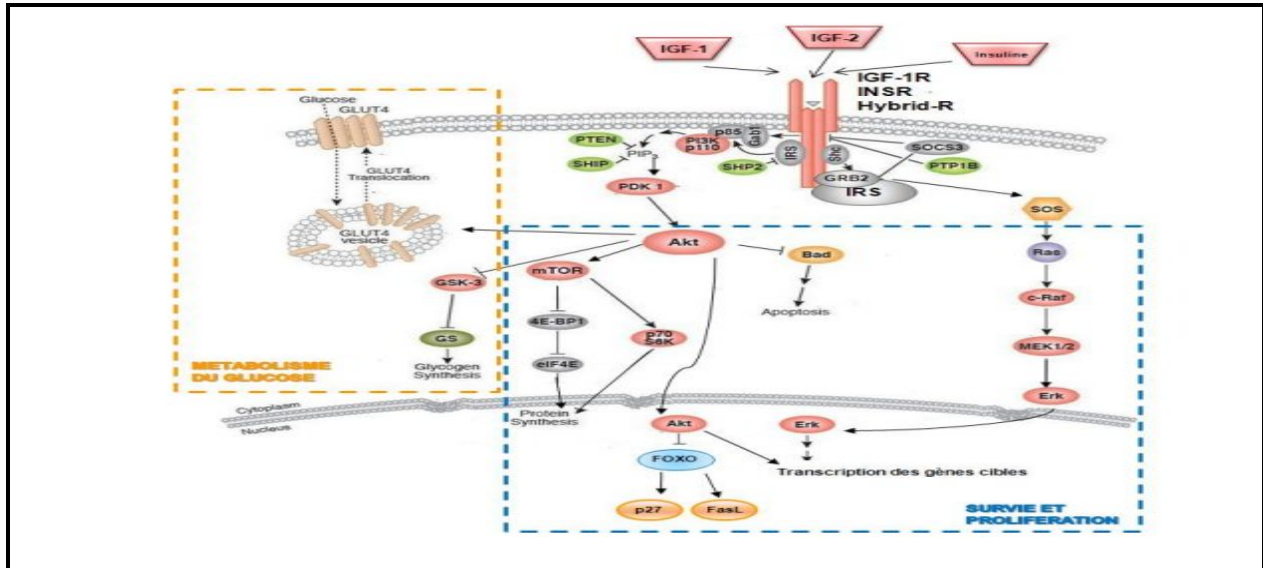 IGF-1
IGF-2
Insuline
IGF-1R
INSR
Hybrid-R
Glucose
GLUT4
GLUT4
Translocation
GLUT4
vesicle
PTEN
SHIP
PIP3
PI3K
p110
p85
Gab1
SHP2
IRS
Shc
GRB2
IRS
SOCS3
PTP1B
PDK 1
SOS
Akt
Ras
mTOR
Bad
GSK-3
c-Raf
4E-BP1
p70
S6K
Apoptosis
GS
eIF4E
MEK1/2
Glycogen
Synthesis
METABOLISME
DU GLUCOSE
Erk
Cytoplasm
Nucleus
Protein
Synthesis
Akt
Erk
FOXO
Transcription des gènes cibles
p27
FasL
SURVIE ET
PROLIFERATION